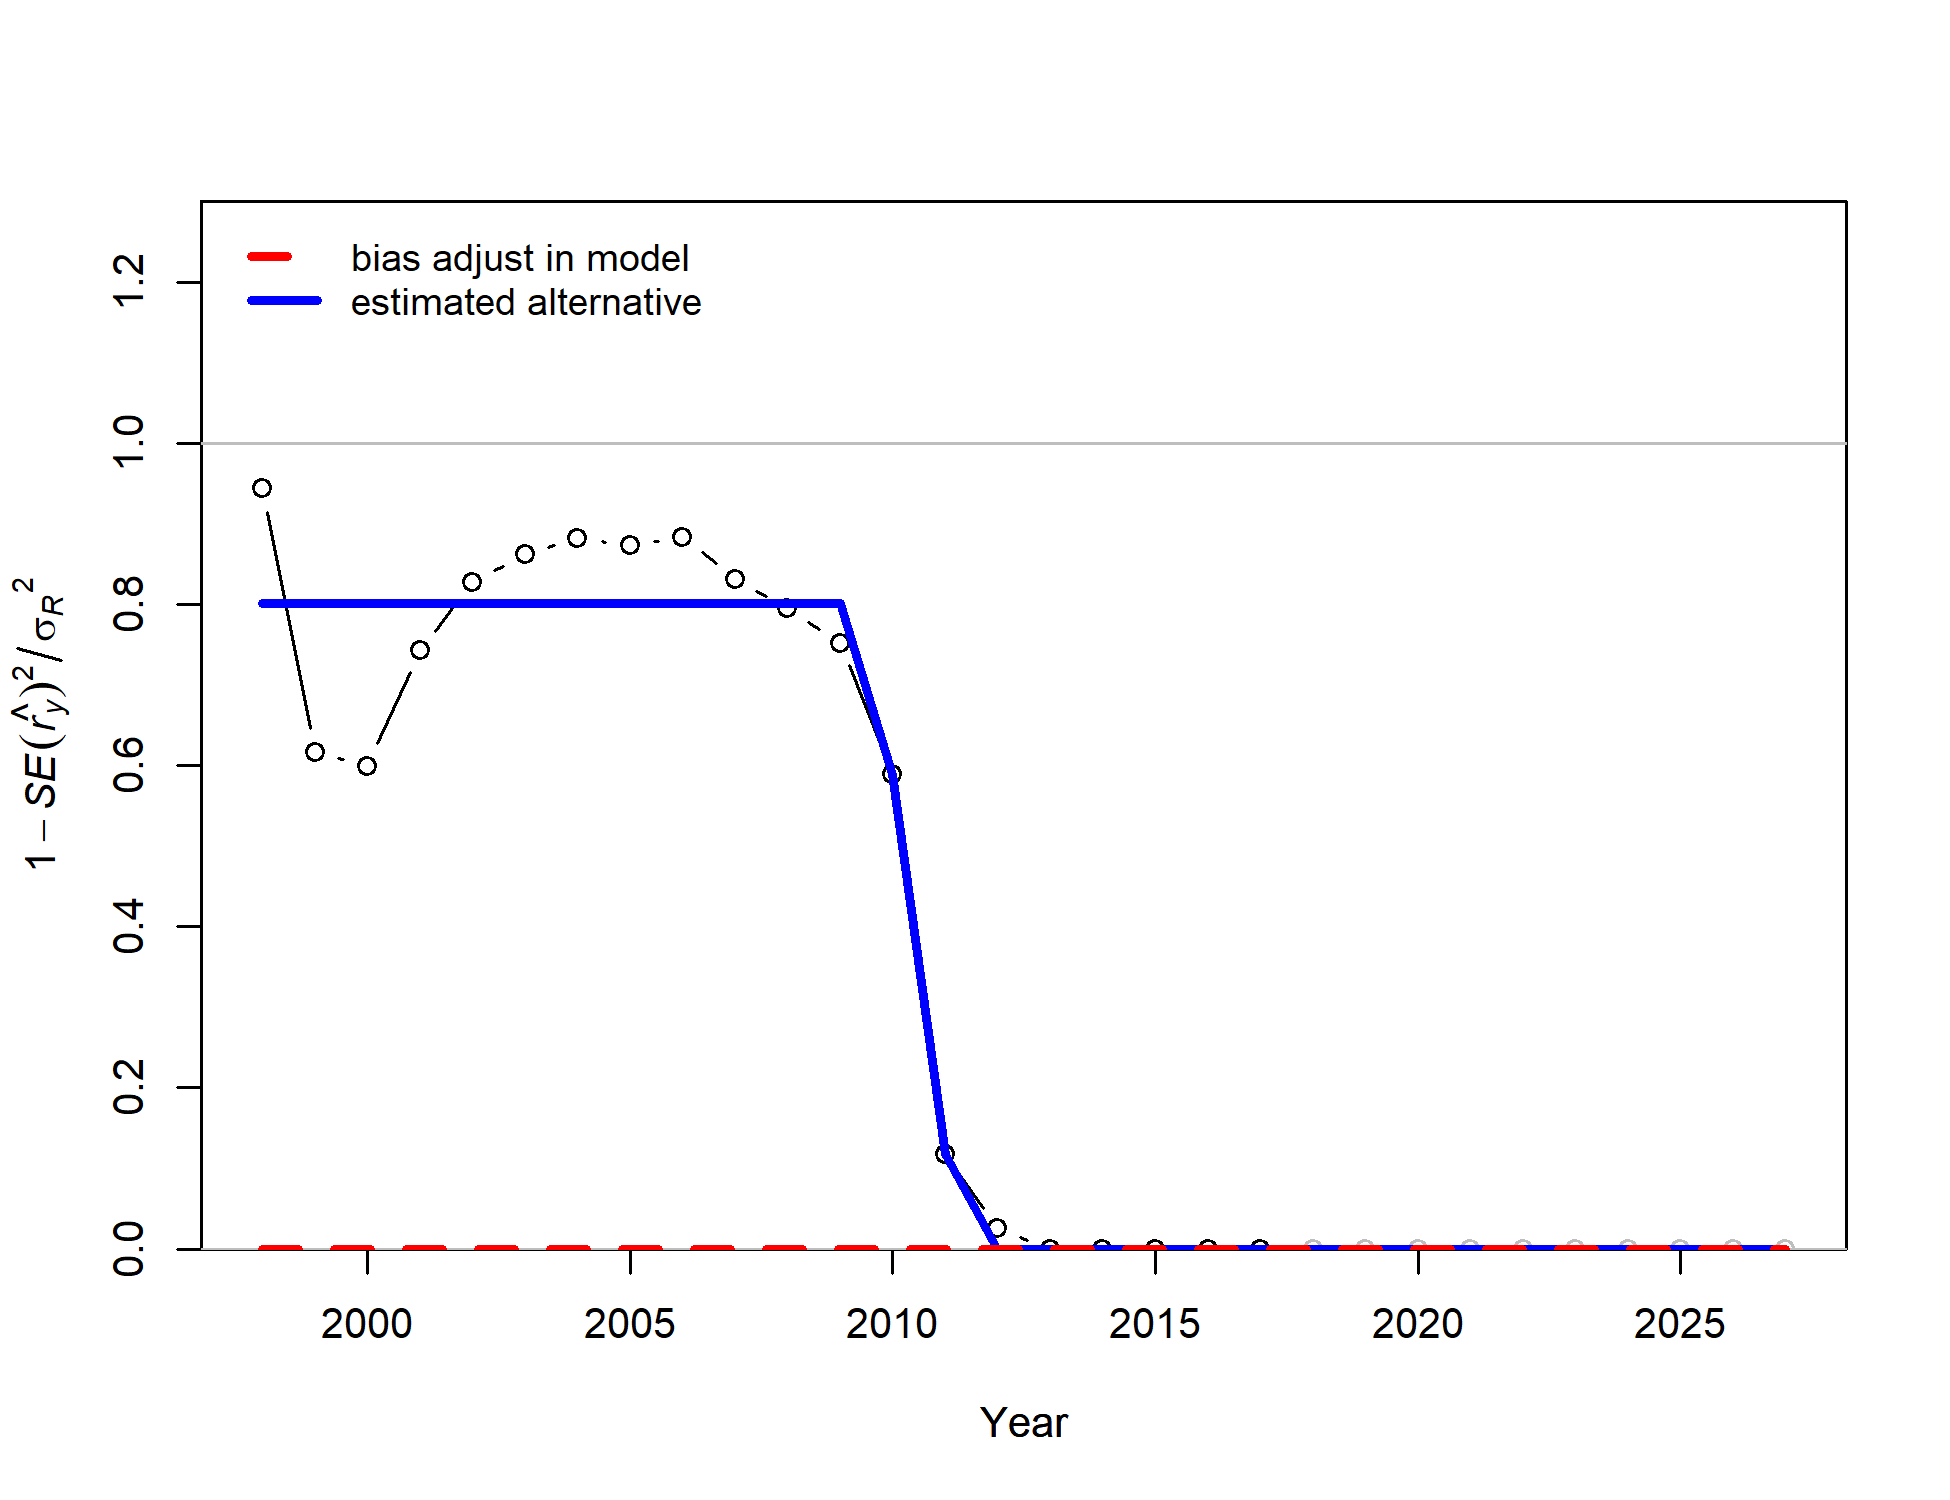 bias adjust in model
estimated alternative
1.2
1.0
0.8
0.6
0.4
0.2
0.0
1 − SE(r̂y)² / σR²
2000 2005 2010 2015 2020 2025
Year